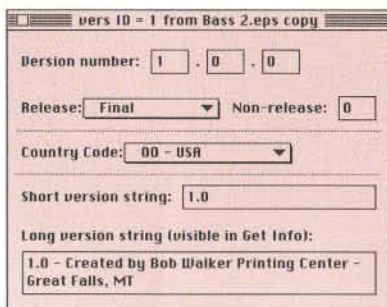 vers ID = 1 from Bass 2.eps copy
Version number: 1 . 0 . 0
Release: Final Non-release: 0
Country Code: 00 - USA
Short version string: 1.0
Long version string (visible in Get Info):
1.0 - Created by Bob Walker Printing Center -
Great Falls, MT